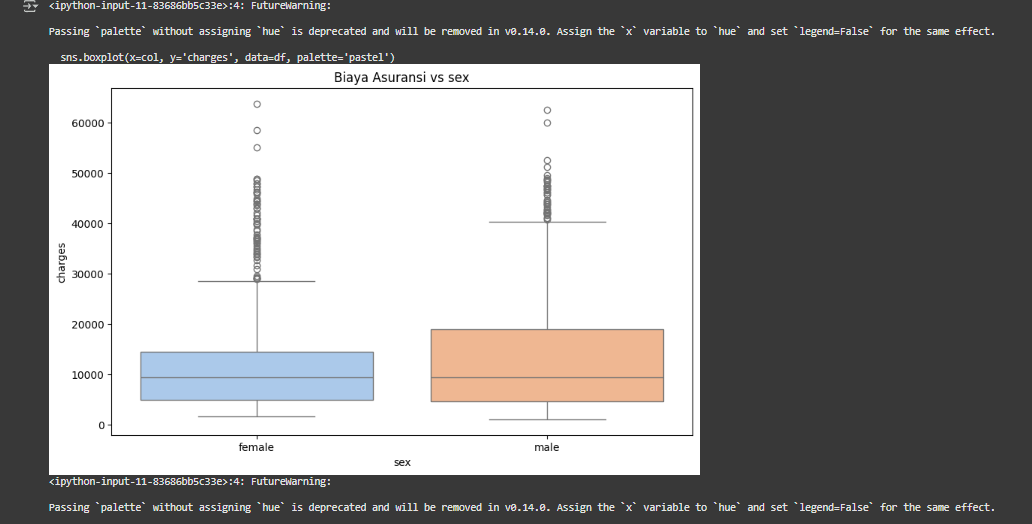 <ipython-input-11-83686bb5c33e>:4: FutureWarning:
Passing `palette` without assigning `hue` is deprecated and will be removed in v0.14.0. Assign the `x` variable to `hue` and set `legend=False` for the same effect.
sns.boxplot(x=col, y='charges', data=df, palette='pastel')
Biaya Asuransi vs sex
60000
50000
40000
30000
20000
10000
0
charges
female male
sex
<ipython-input-11-83686bb5c33e>:4: FutureWarning:
Passing `palette` without assigning `hue` is deprecated and will be removed in v0.14.0. Assign the `x` variable to `hue` and set `legend=False` for the same effect.